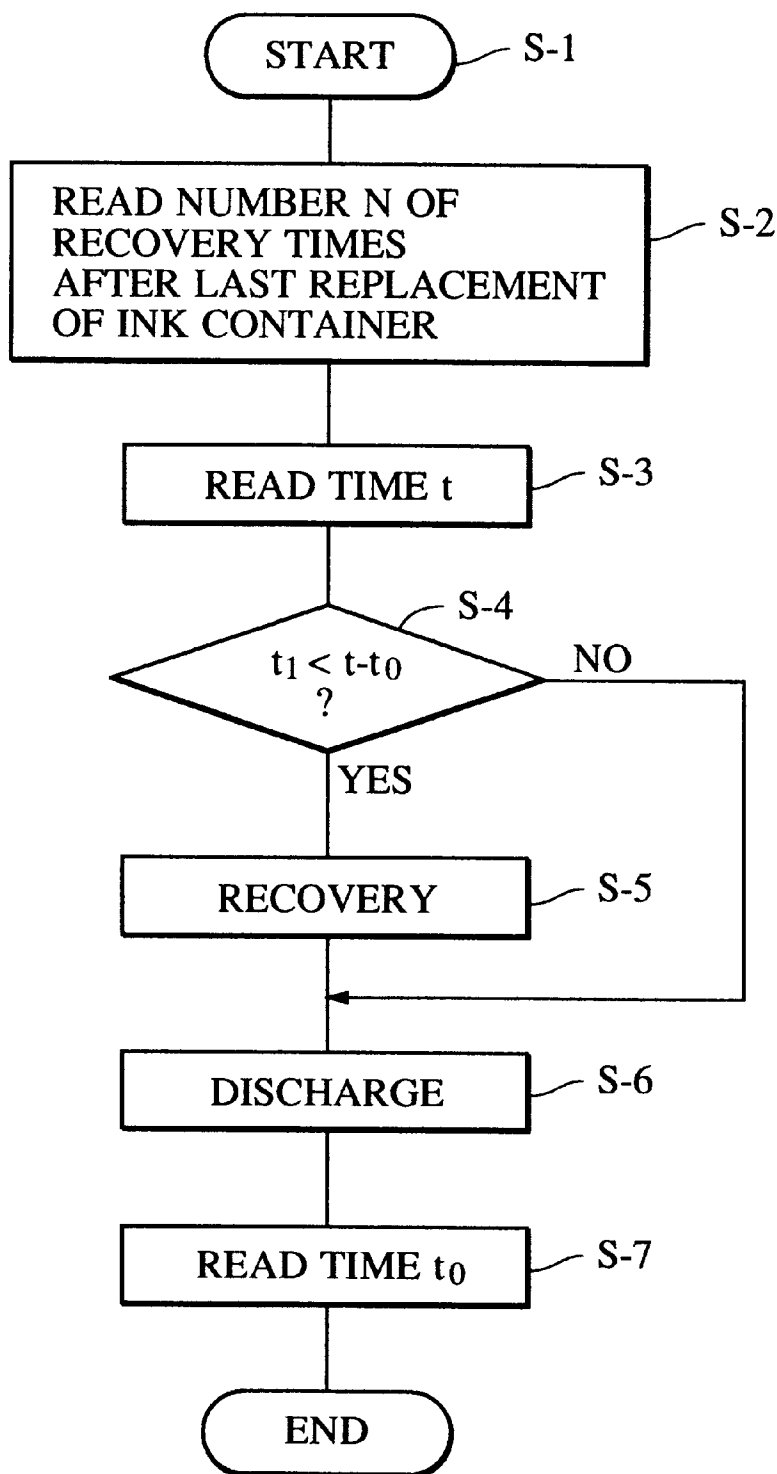 START
S-1
READ NUMBER N OF
RECOVERY TIMES
AFTER LAST REPLACEMENT
OF INK CONTAINER
S-2
READ TIME t
S-3
S-4
t₁ < t-t₀
?
NO
YES
RECOVERY
S-5
DISCHARGE
S-6
READ TIME t₀
S-7
END